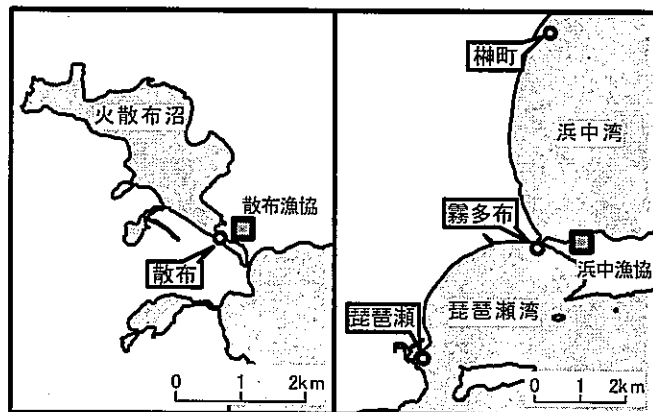 火散布沼
散布漁協
散布
0 1 2km
榊町
浜中湾
霧多布
浜中漁協
琵琶瀬湾
琵琶瀬
0 1 2km